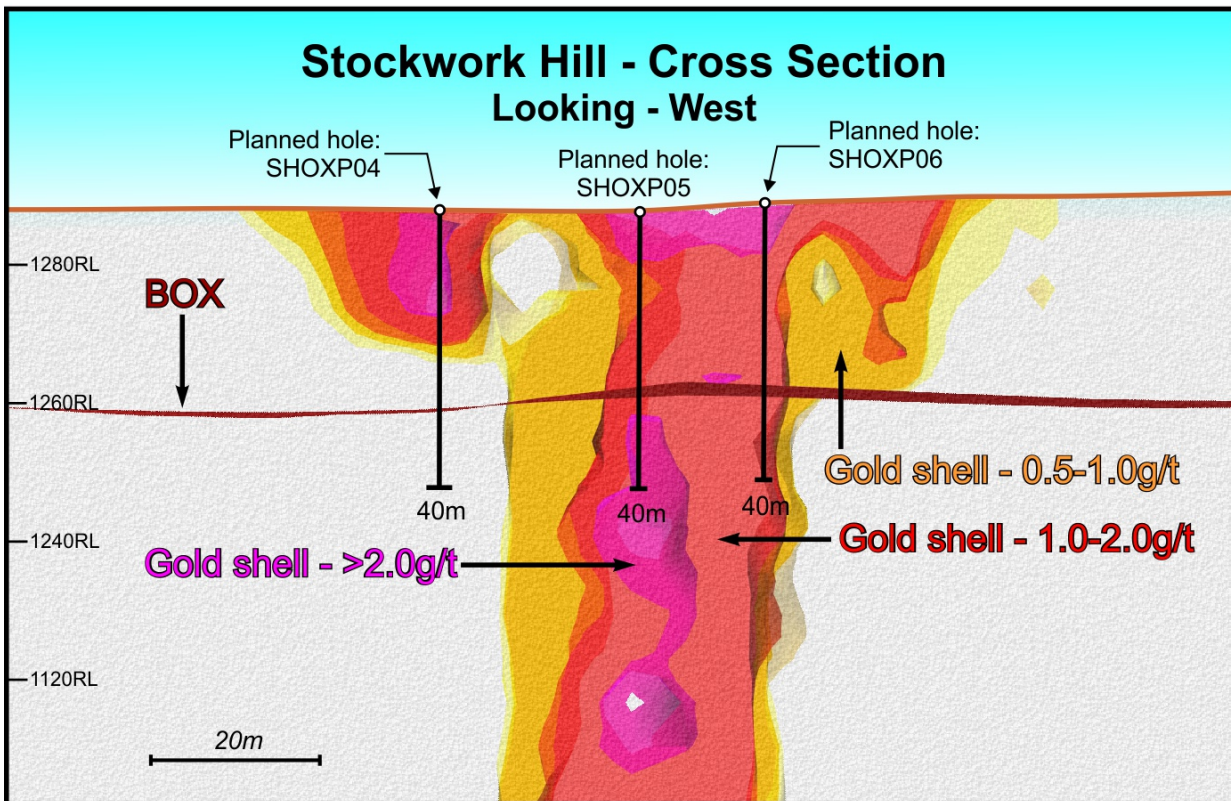 Stockwork Hill - Cross Section
Looking - West
Planned hole:
SHOXP04
Planned hole:
SHOXP05
Planned hole:
SHOXP06
1280RL
BOX
1260RL
Gold shell - 0.5-1.0g/t
40m
40m
40m
1240RL
Gold shell - 1.0-2.0g/t
Gold shell - >2.0g/t
1120RL
20m